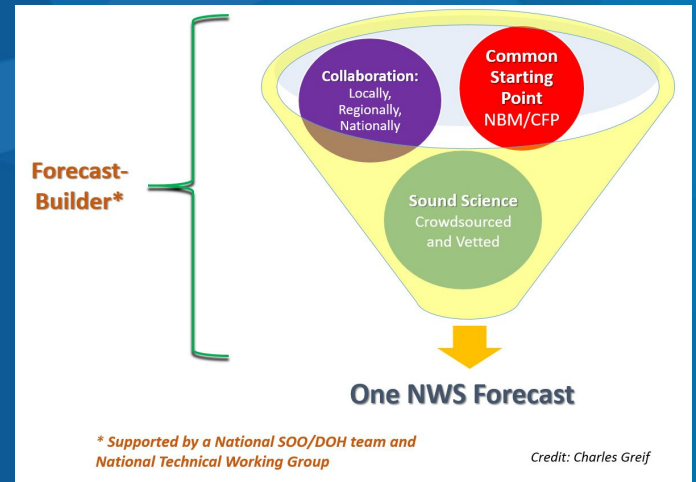 Forecast-
Builder*
Collaboration:
Locally,
Regionally,
Nationally
Common
Starting
Point
NBM/CFP
Sound Science
Crowdsourced
and Vetted
One NWS Forecast
* Supported by a National SOO/DOH team and
National Technical Working Group
Credit: Charles Greif